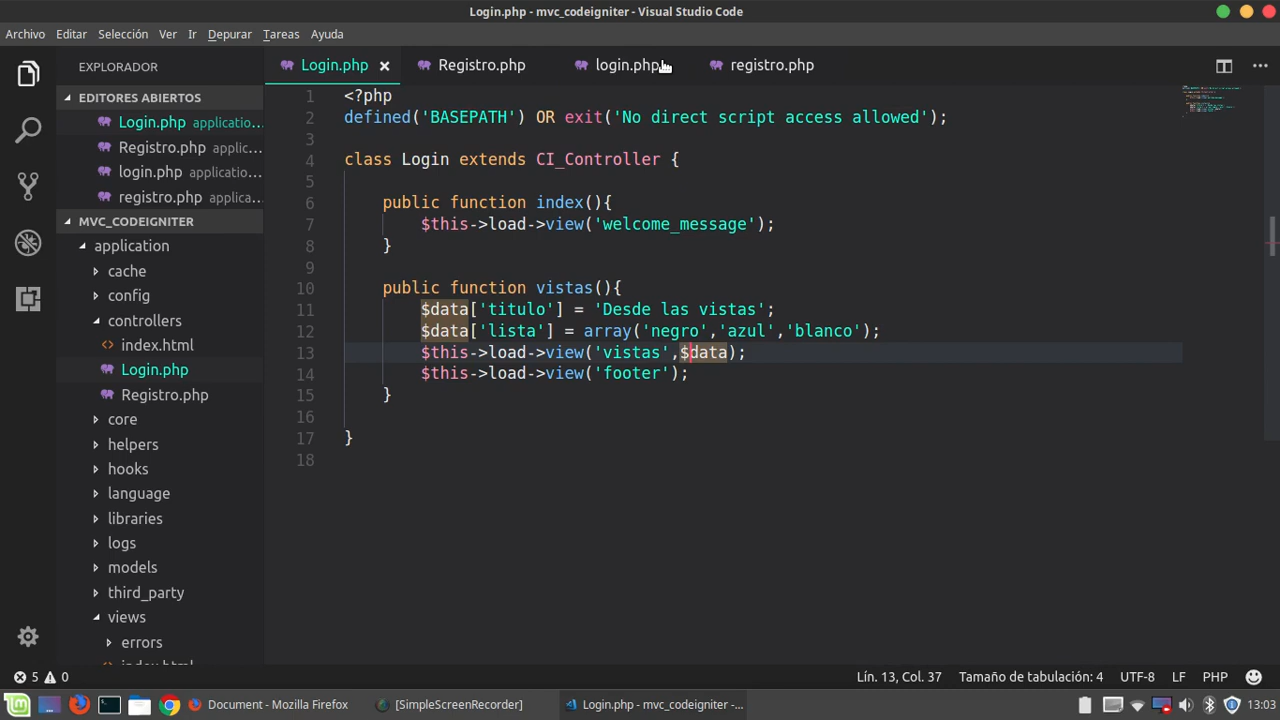 Login.php - mvc_codeigniter - Visual Studio Code
Archivo Editar Selección Ver Ir Depurar Tareas Ayuda
EXPLORADOR
Login.php Registro.php login.php registro.php
EDITORES ABIERTOS
Login.php applicatio...
Registro.php applic...
login.php applicatio...
registro.php applica...
MVC_CODEIGNITER
application
cache
config
controllers
index.html
Login.php
Registro.php
core
helpers
hooks
language
libraries
logs
models
third_party
views
errors
index.html
1 <?php
2 defined('BASEPATH') OR exit('No direct script access allowed');
3
4 class Login extends CI_Controller {
5
6 public function index(){
7 $this->load->view('welcome_message');
8 }
9
10 public function vistas(){
11 $data['titulo'] = 'Desde las vistas';
12 $data['lista'] = array('negro','azul','blanco');
13 $this->load->view('vistas',$data);
14 $this->load->view('footer');
15 }
16
17 }
18
5 0
Lín. 13, Col. 37 Tamaño de tabulación: 4 UTF-8 LF PHP
Document - Mozilla Firefox [SimpleScreenRecorder] Login.php - mvc_codeigniter -... 13:03